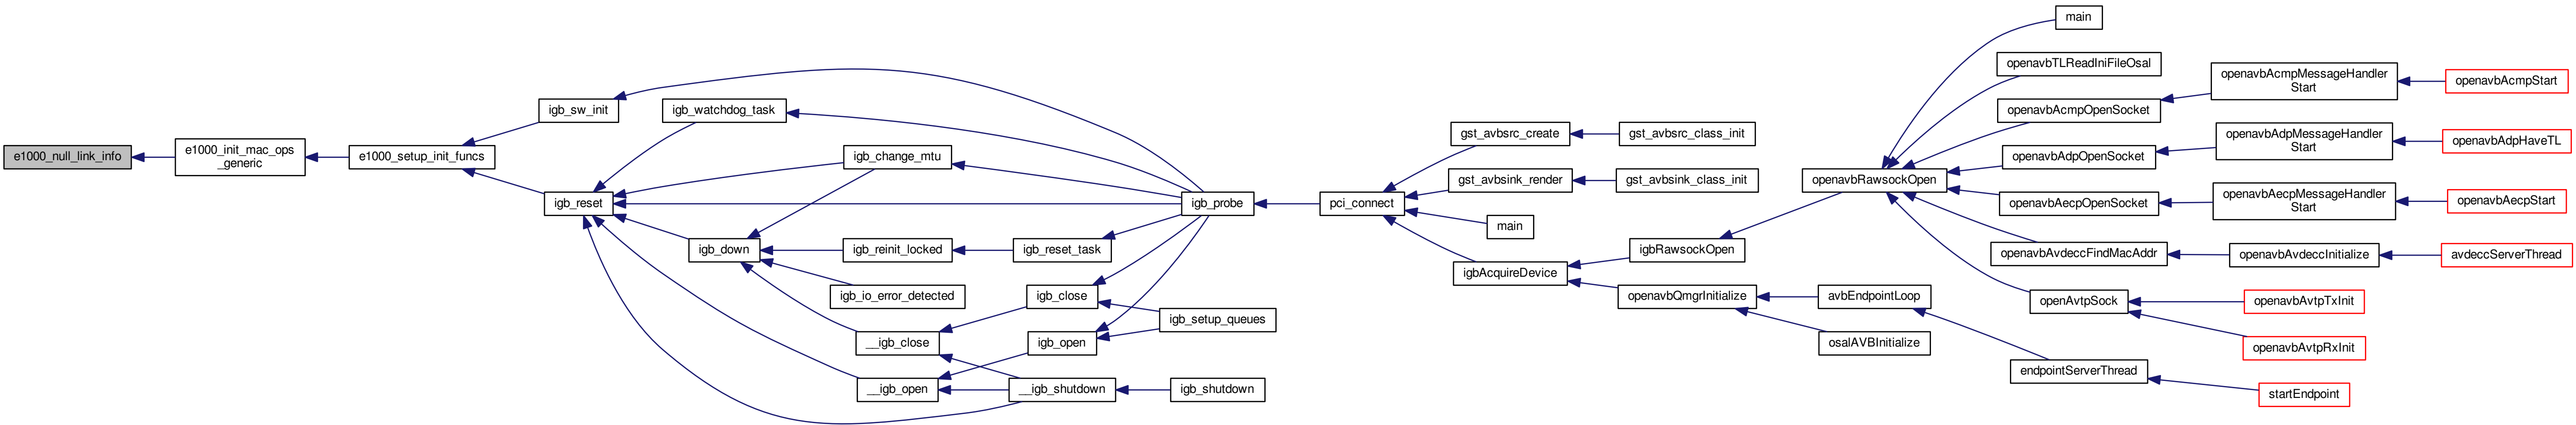 e1000_null_link_info
e1000_init_mac_ops
_generic
e1000_setup_init_funcs
igb_sw_init
igb_reset
igb_watchdog_task
igb_change_mtu
igb_down
igb_reinit_locked
igb_io_error_detected
__igb_close
__igb_open
igb_reset_task
igb_close
igb_open
__igb_shutdown
igb_probe
igb_setup_queues
igb_shutdown
pci_connect
gst_avbsrc_create
gst_avbsink_render
main
igbAcquireDevice
gst_avbsrc_class_init
gst_avbsink_class_init
igbRawsockOpen
openavbQmgrInitialize
openavbRawsockOpen
avbEndpointLoop
osalAVBInitialize
main
openavbTLReadIniFileOsal
openavbAcmpOpenSocket
openavbAdpOpenSocket
openavbAecpOpenSocket
openavbAvdeccFindMacAddr
openAvtpSock
endpointServerThread
openavbAcmpMessageHandler
Start
openavbAdpMessageHandler
Start
openavbAecpMessageHandler
Start
openavbAvdeccInitialize
openavbAvtpTxInit
openavbAvtpRxInit
startEndpoint
openavbAcmpStart
openavbAdpHaveTL
openavbAecpStart
avdeccServerThread